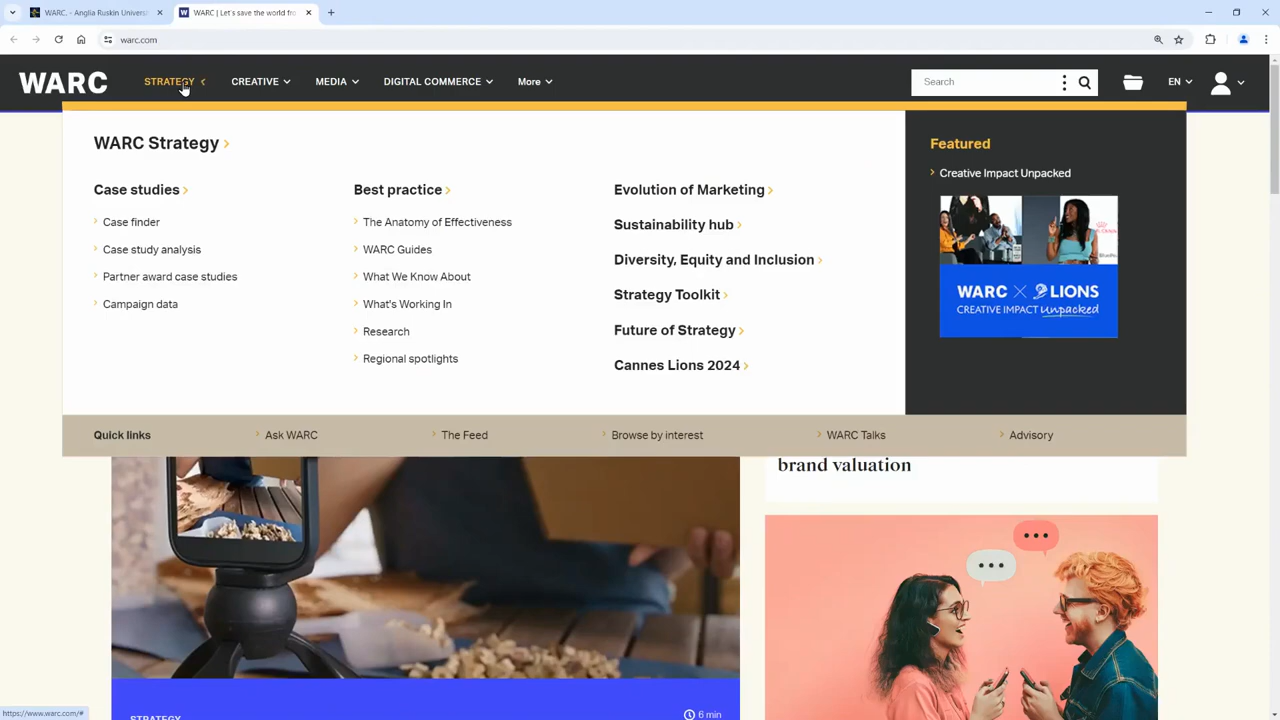 WARC. - Anglia Ruskin Univers
WARC | Let's save the world fro
warc.com
WARC
STRATEGY
CREATIVE
MEDIA
DIGITAL COMMERCE
More
Search
EN
WARC Strategy
Case studies
Case finder
Case study analysis
Partner award case studies
Campaign data
Best practice
The Anatomy of Effectiveness
WARC Guides
What We Know About
What's Working In
Research
Regional spotlights
Evolution of Marketing
Sustainability hub
Diversity, Equity and Inclusion
Strategy Toolkit
Future of Strategy
Cannes Lions 2024
Featured
Creative Impact Unpacked
WARC X LIONS
CREATIVE IMPACT Unpacked
Quick links
Ask WARC
The Feed
Browse by interest
WARC Talks
Advisory
brand valuation
STRATEGY
6 min
https://www.warc.com/#